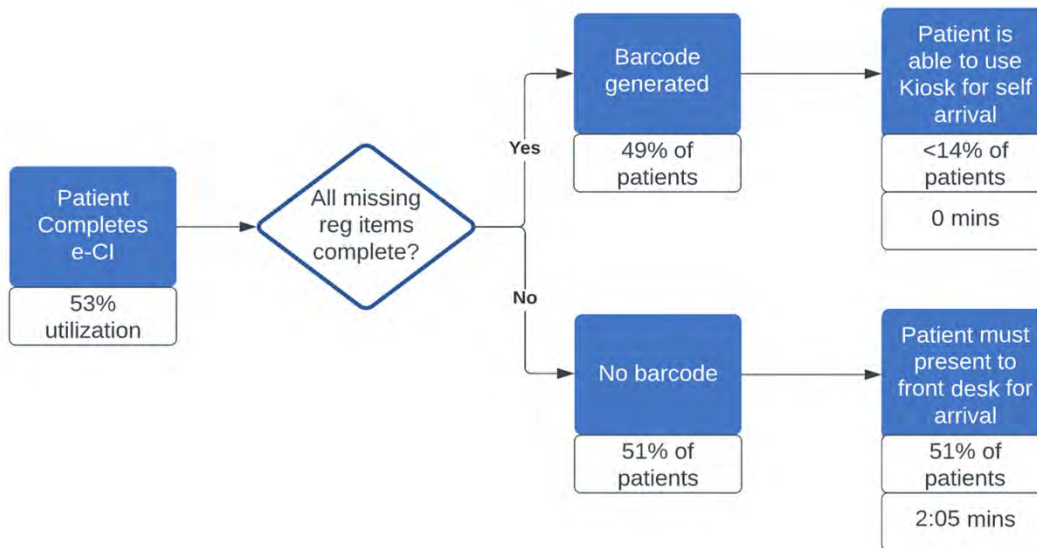 Patient
Completes
e-CI
53%
utilization
All missing
reg items
complete?
Yes
Barcode
generated
49% of
patients
Patient is
able to use
Kiosk for self
arrival
<14% of
patients
0 mins
No
No barcode
51% of
patients
Patient must
present to
front desk for
arrival
51% of
patients
2:05 mins